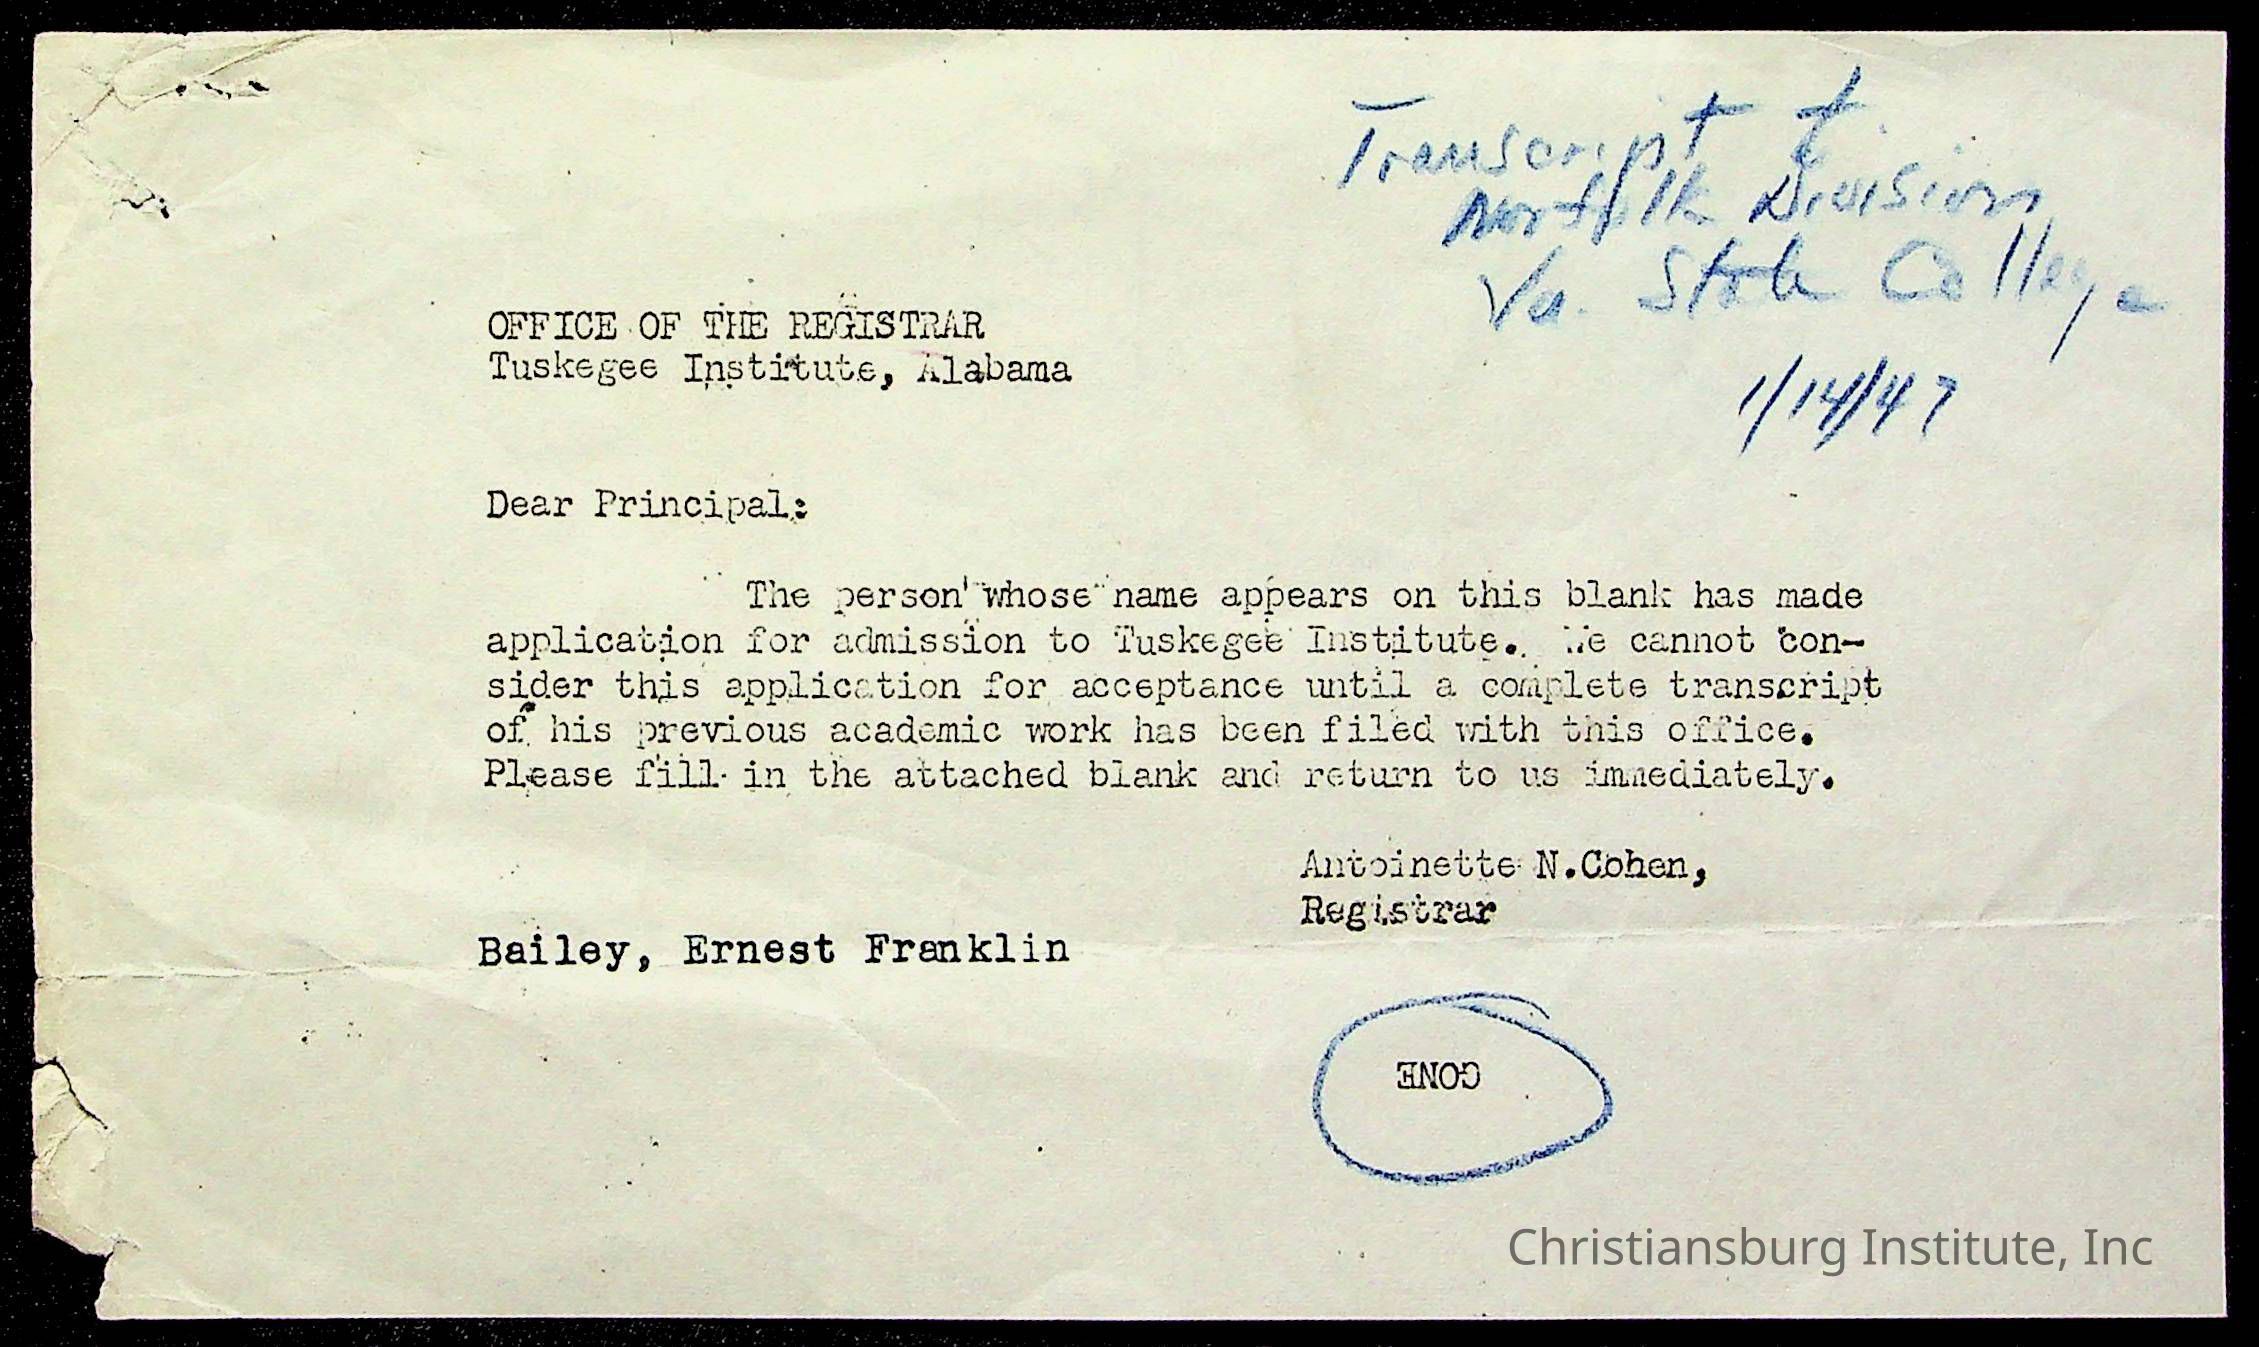 Transcript to
Norfolk Division
Va. State College
1/14/47
OFFICE OF THE REGISTRAR
Tuskegee Institute, Alabama
Dear Principal:
The person whose name appears on this blank has made
application for admission to Tuskegee Institute. We cannot con-
sider this application for acceptance until a complete transcript
of his previous academic work has been filed with this office.
Please fill in the attached blank and return to us immediately.
Antoinette N.Cohen,
Registrar
Bailey, Ernest Franklin
GONE
Christiansburg Institute, Inc